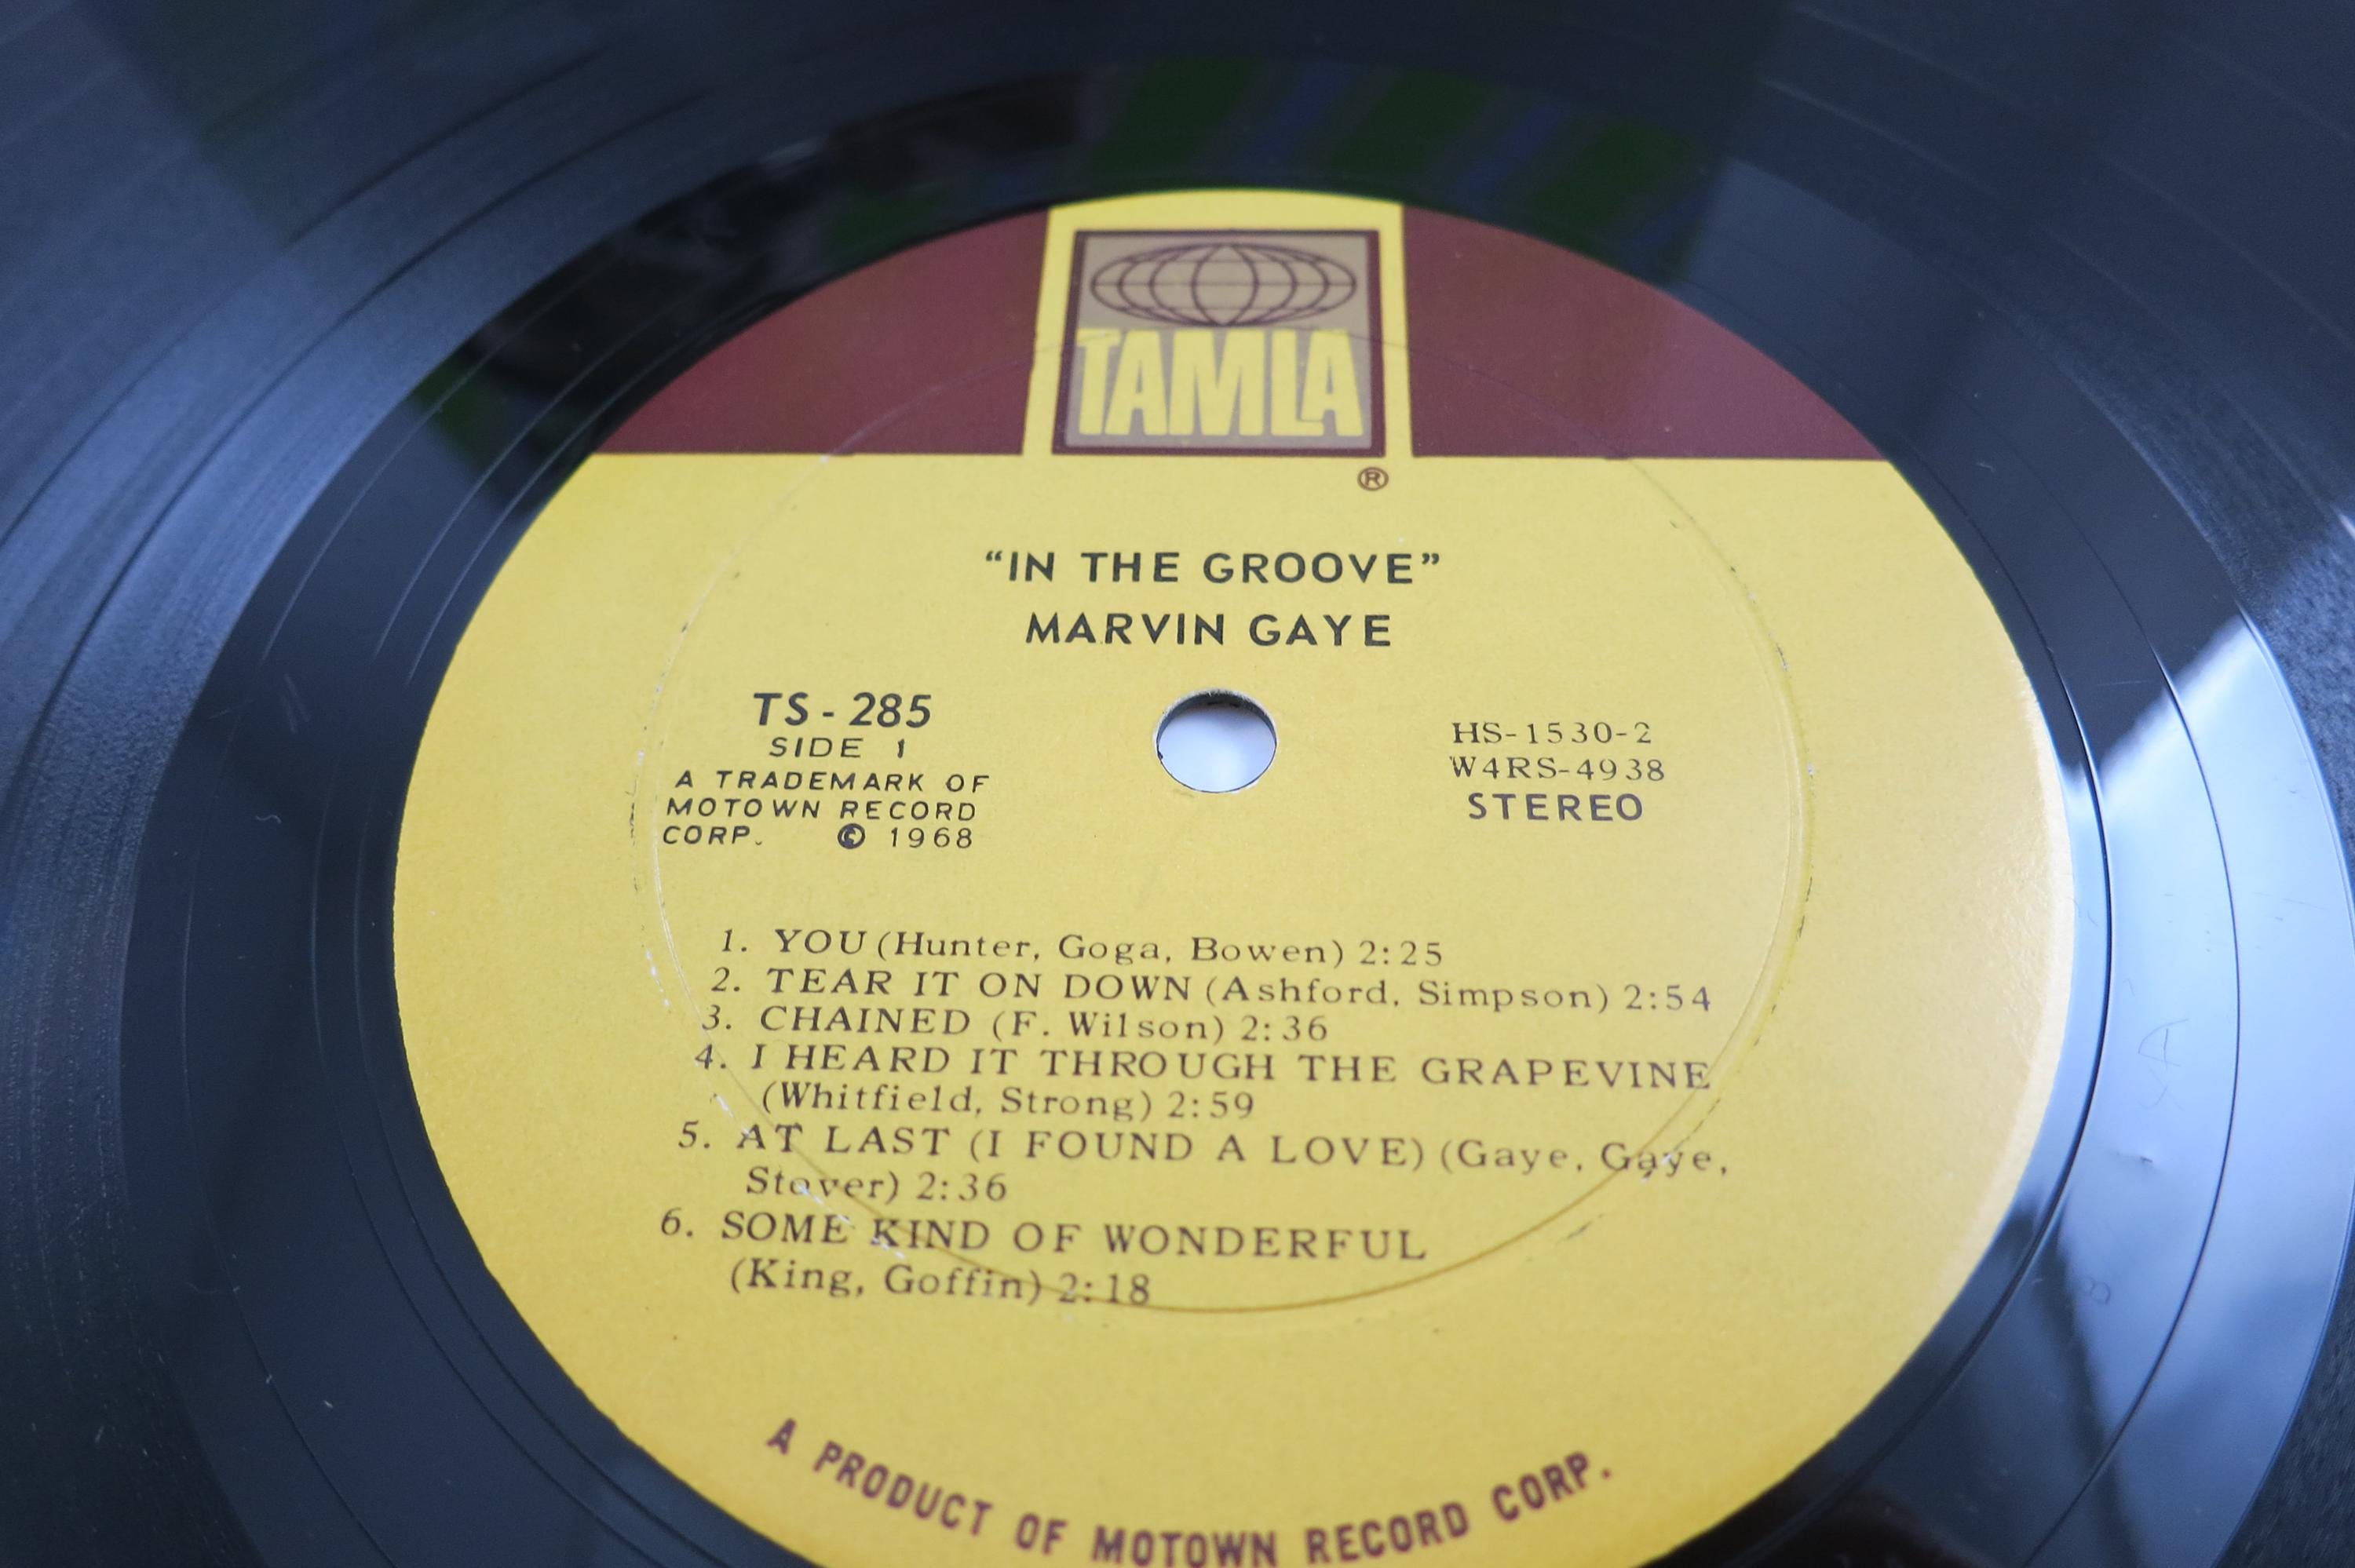 TAMLA
®
“IN THE GROOVE”
MARVIN GAYE
TS - 285
SIDE 1
A TRADEMARK OF
MOTOWN RECORD
CORP. © 1968
HS-1530-2
W4RS-4938
STEREO
1. YOU (Hunter, Goga, Bowen) 2:25
2. TEAR IT ON DOWN (Ashford, Simpson) 2:54
3. CHAINED (F. Wilson) 2:36
4. I HEARD IT THROUGH THE GRAPEVINE
(Whitfield, Strong) 2:59
5. AT LAST (I FOUND A LOVE) (Gaye, Gaye,
Stover) 2:36
6. SOME KIND OF WONDERFUL
(King, Goffin) 2:18
A PRODUCT OF MOTOWN RECORD CORP.